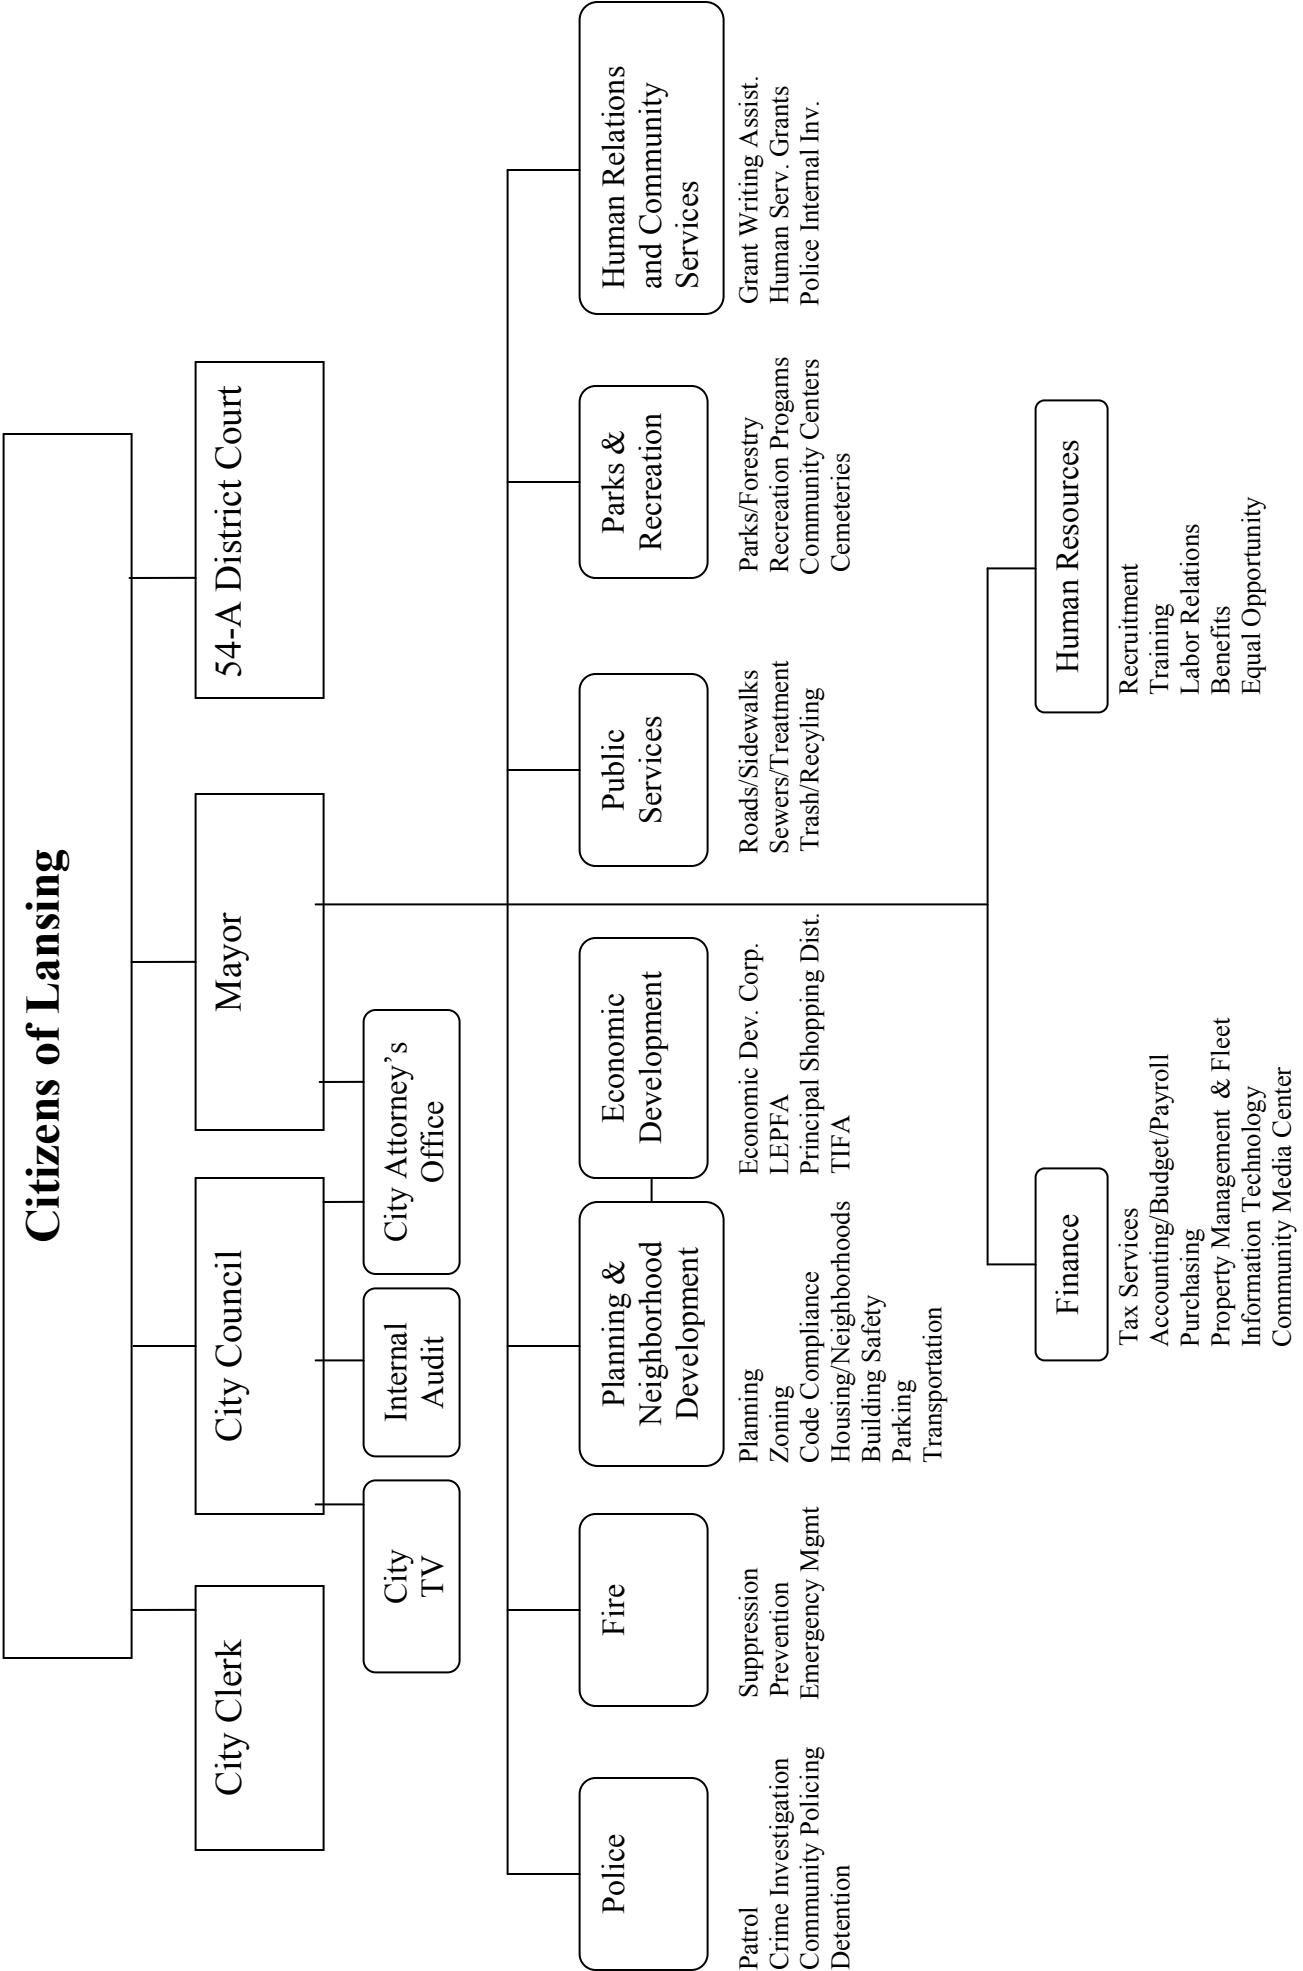 Citizens of Lansing
City Clerk
City Council
Mayor
54-A District Court
City
TV
Internal
Audit
City Attorney’s
Office
Police
Patrol
Crime Investigation
Community Policing
Detention
Fire
Suppression
Prevention
Emergency Mgmt
Planning &
Neighborhood
Development
Planning
Zoning
Code Compliance
Housing/Neighborhoods
Building Safety
Parking
Transportation
Economic
Development
Economic Dev. Corp.
LEPFA
Principal Shopping Dist.
TIFA
Public
Services
Roads/Sidewalks
Sewers/Treatment
Trash/Recyling
Parks &
Recreation
Parks/Forestry
Recreation Progams
Community Centers
Cemeteries
Human Relations
and Community
Services
Grant Writing Assist.
Human Serv. Grants
Police Internal Inv.
Finance
Tax Services
Accounting/Budget/Payroll
Purchasing
Property Management & Fleet
Information Technology
Community Media Center
Human Resources
Recruitment
Training
Labor Relations
Benefits
Equal Opportunity